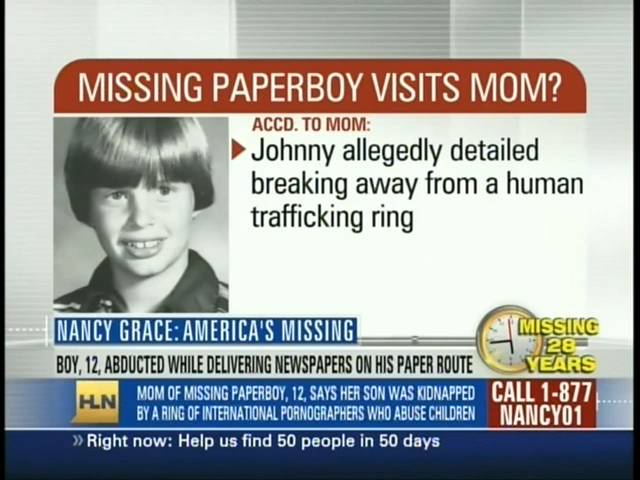 MISSING PAPERBOY VISITS MOM?
ACCD. TO MOM:
Johnny allegedly detailed
breaking away from a human
trafficking ring
NANCY GRACE: AMERICA'S MISSING
MISSING
28
YEARS
BOY, 12, ABDUCTED WHILE DELIVERING NEWSPAPERS ON HIS PAPER ROUTE
HLN
MOM OF MISSING PAPERBOY, 12, SAYS HER SON WAS KIDNAPPED
BY A RING OF INTERNATIONAL PORNOGRAPHERS WHO ABUSE CHILDREN
CALL 1-877
NANCY01
» Right now: Help us find 50 people in 50 days